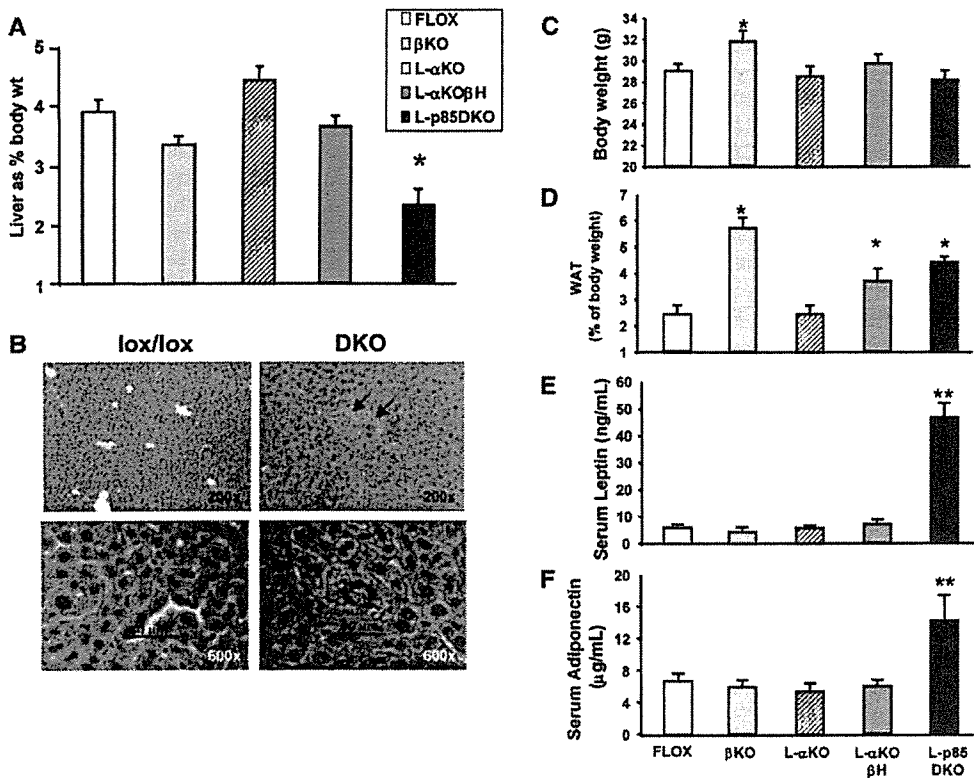 A
Liver as % body wt
5
4
3
2
1
*
FLOX
βKO
L-αKO
L-αKOβH
L-p85DKO
B
lox/lox
DKO
200x
200x
600x
600x
C
Body weight (g)
34
32
30
28
26
24
22
20
*
D
WAT
(% of body weight)
7
6
5
4
3
2
1
*
*
*
E
Serum Leptin (ng/mL)
60
50
40
30
20
10
0
**
F
Serum Adiponectin
(μg/mL)
20
16
12
8
4
0
**
FLOX
βKO
L-αKO
L-αKO
βH
L-p85
DKO